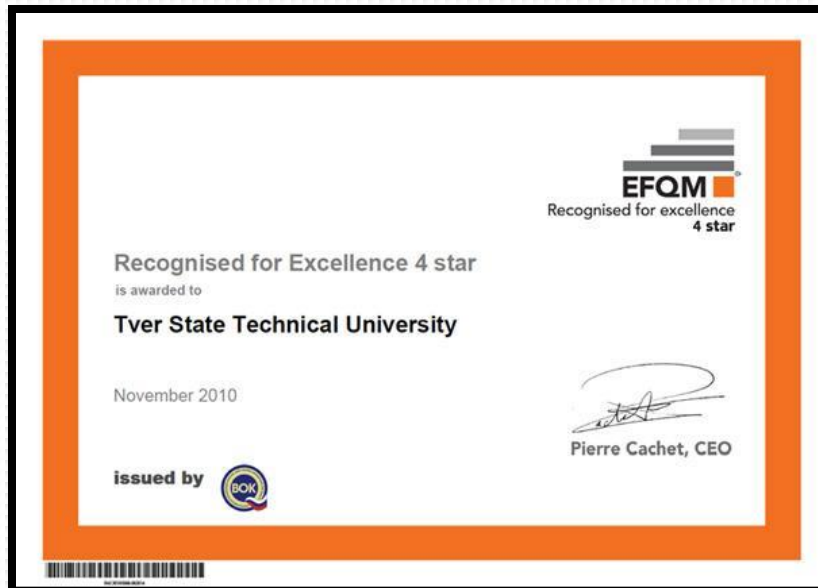 EFQM
Recognised for excellence
4 star
Recognised for Excellence 4 star
is awarded to
Tver State Technical University
November 2010
Pierre Cachet, CEO
issued by
BOK